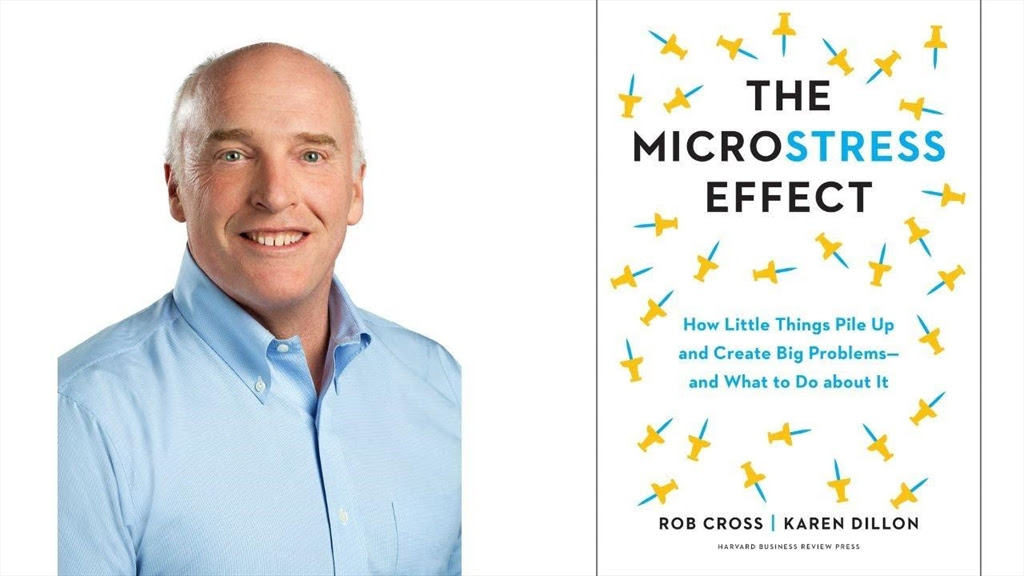 THE
MICROSTRESS
EFFECT
How Little Things Pile Up
and Create Big Problems—
and What to Do about It
ROB CROSS | KAREN DILLON
HARVARD BUSINESS REVIEW PRESS